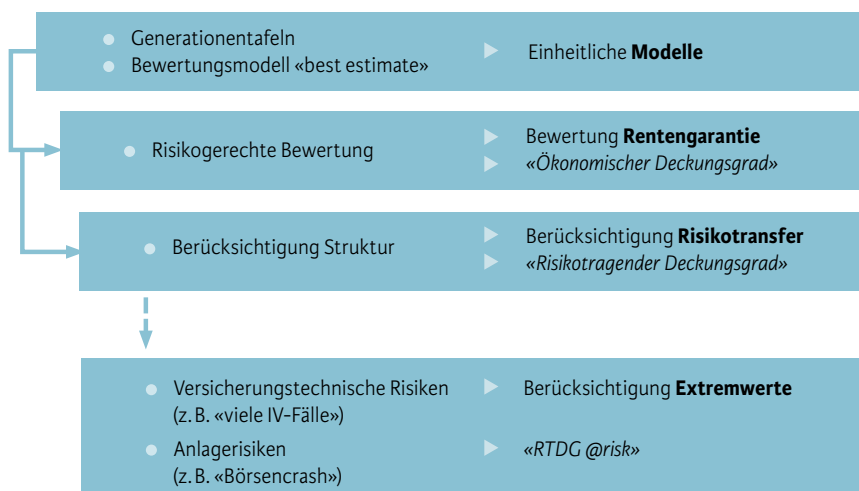 Generationentafeln
Bewertungsmodell «best estimate»
Einheitliche Modelle
Risikogerechte Bewertung
Bewertung Rentengarantie
«Ökonomischer Deckungsgrad»
Berücksichtigung Struktur
Berücksichtigung Risikotransfer
«Risikotragender Deckungsgrad»
Versicherungstechnische Risiken
(z. B. «viele IV-Fälle»)
Berücksichtigung Extremwerte
Anlagerisiken
(z. B. «Börsencrash»)
«RTDG @risk»